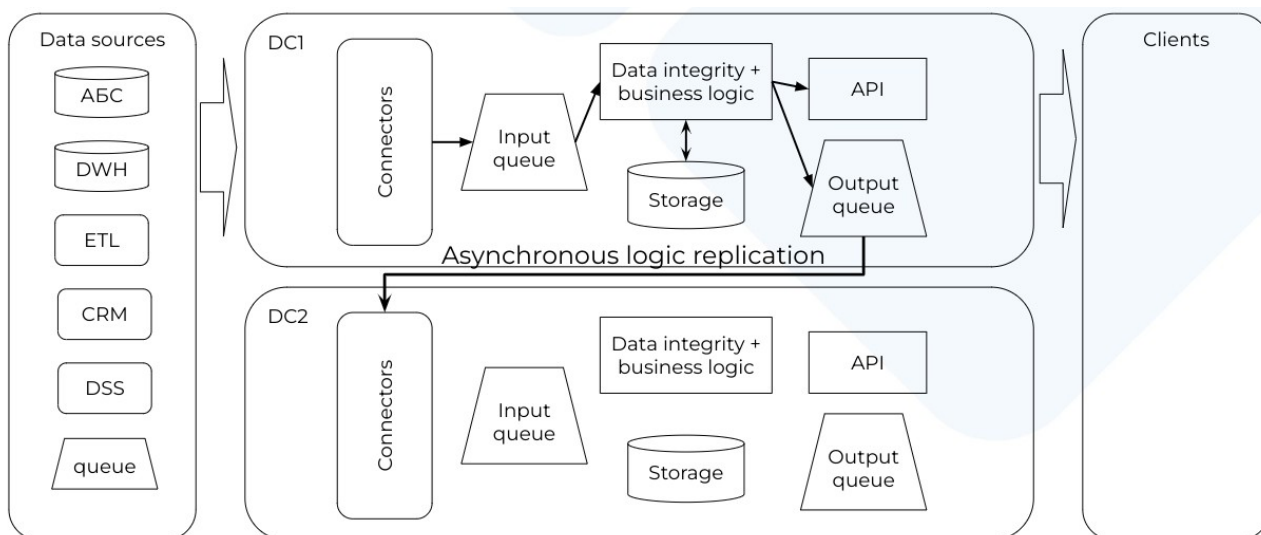 Data sources
АБС
DWH
ETL
CRM
DSS
queue
DC1
Connectors
Input
queue
Data integrity +
business logic
Storage
API
Output
queue
Asynchronous logic replication
DC2
Connectors
Input
queue
Data integrity +
business logic
Storage
API
Output
queue
Clients